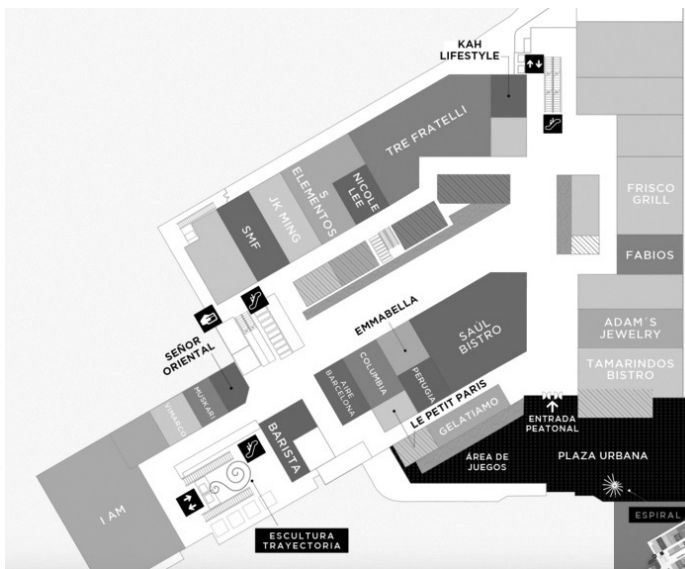 KAH
LIFESTYLE
TRE FRATELLI
5
ELEMENTOS
NICOLE
LEE
JK MING
SMF
FRISCO
GRILL
FABIOS
ADAM´S
JEWELRY
TAMARINDOS
BISTRO
SEÑOR
ORIENTAL
MUSKARI
VIMARCO
I AM
EMMABELLA
SAÚL
BISTRO
COLUMBIA
AIRE
BARCELONA
PERUGIA
LE PETIT PARIS
GELATIAMO
BARISTA
ENTRADA
PEATONAL
ÁREA DE
JUEGOS
PLAZA URBANA
ESPIRAL
ESCULTURA
TRAYECTORIA